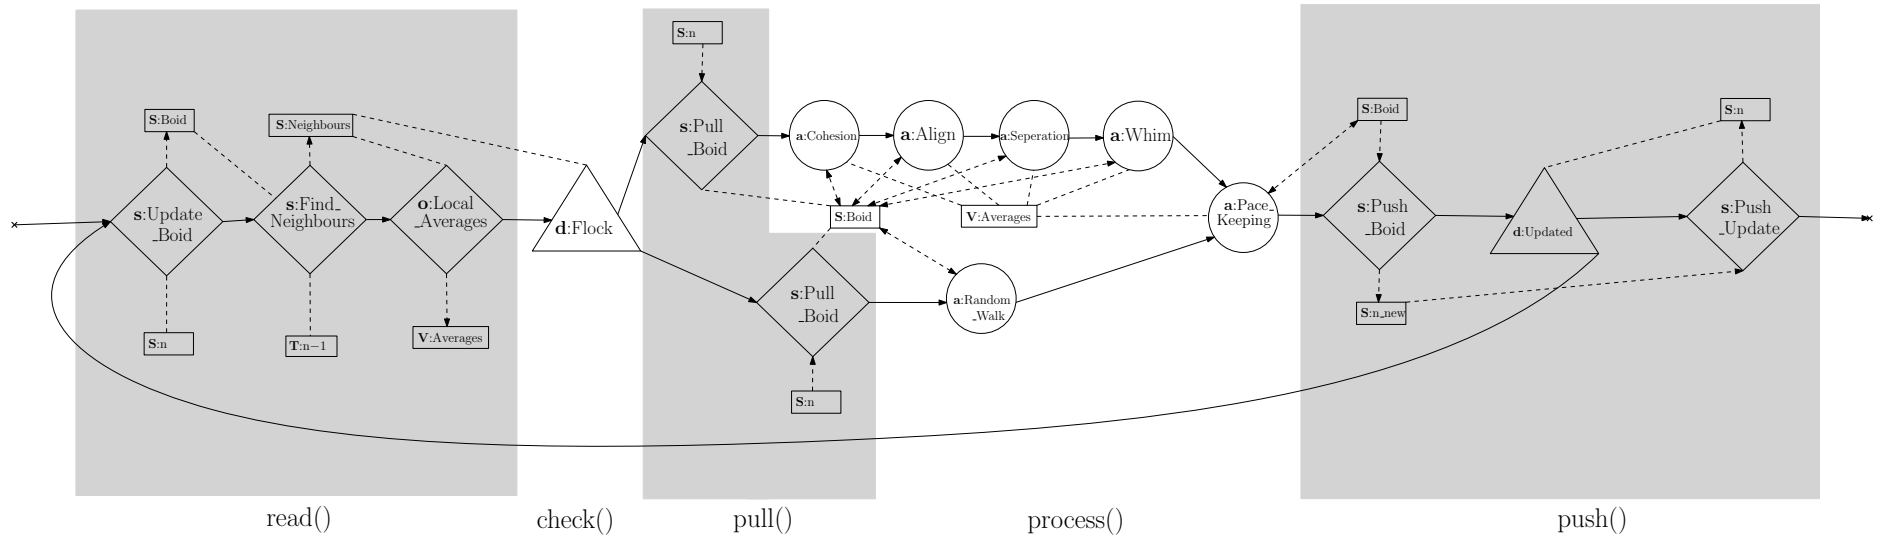 S:n
S:Boid
S:Neighbours
s:Update
_Boid
s:Find_
Neighbours
o:Local
_Averages
S:n
T:n−1
V:Averages
d:Flock
s:Pull
_Boid
a:Cohesion
a:Align
a:Seperation
a:Whim
S:Boid
V:Averages
s:Pull
_Boid
a:Random
_Walk
S:n
a:Pace_
Keeping
S:Boid
s:Push
_Boid
S:n_new
d:Updated
S:n
s:Push
_Update
read()
check()
pull()
process()
push()